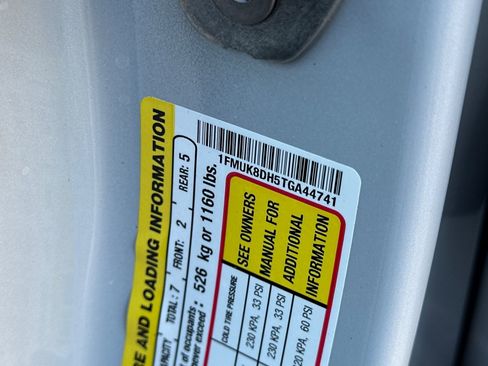 RE AND LOADING INFORMATION
PACITY TOTAL: 7 FRONT: 2 REAR: 5
of occupants
never exceed : 526 kg or 1160 lbs.
1FMUK8DH5TGA44741
COLD TIRE PRESSURE
230 KPA, 33 PSI
230 KPA, 33 PSI
20 KPA, 60 PSI
SEE OWNERS
MANUAL FOR
ADDITIONAL
INFORMATION